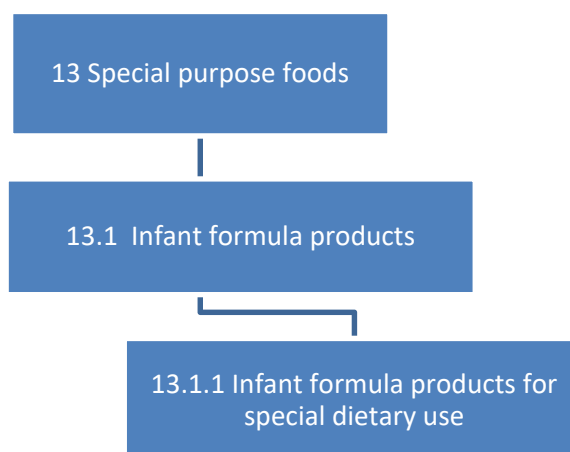 13 Special purpose foods
13.1  Infant formula products
13.1.1 Infant formula products for
special dietary use